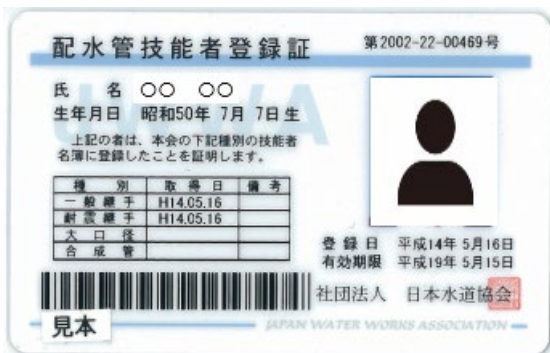 配水管技能者登録証
第2002-22-00469号
氏 名 ○○ ○○
生年月日 昭和50年 7月 7日 生
上記の者は、本会の下記種別の技能者
名簿に登録したことを証明します。
種 別 取 得 日 備 考
一 般 継 手 H14.05.16
耐 震 継 手 H14.05.16
大 口 径
合 成 管
登 録 日 平成14年 5月16日
有効期限 平成19年 5月15日
社団法人 日本水道協会
見本
JAPAN WATER WORKS ASSOCIATION